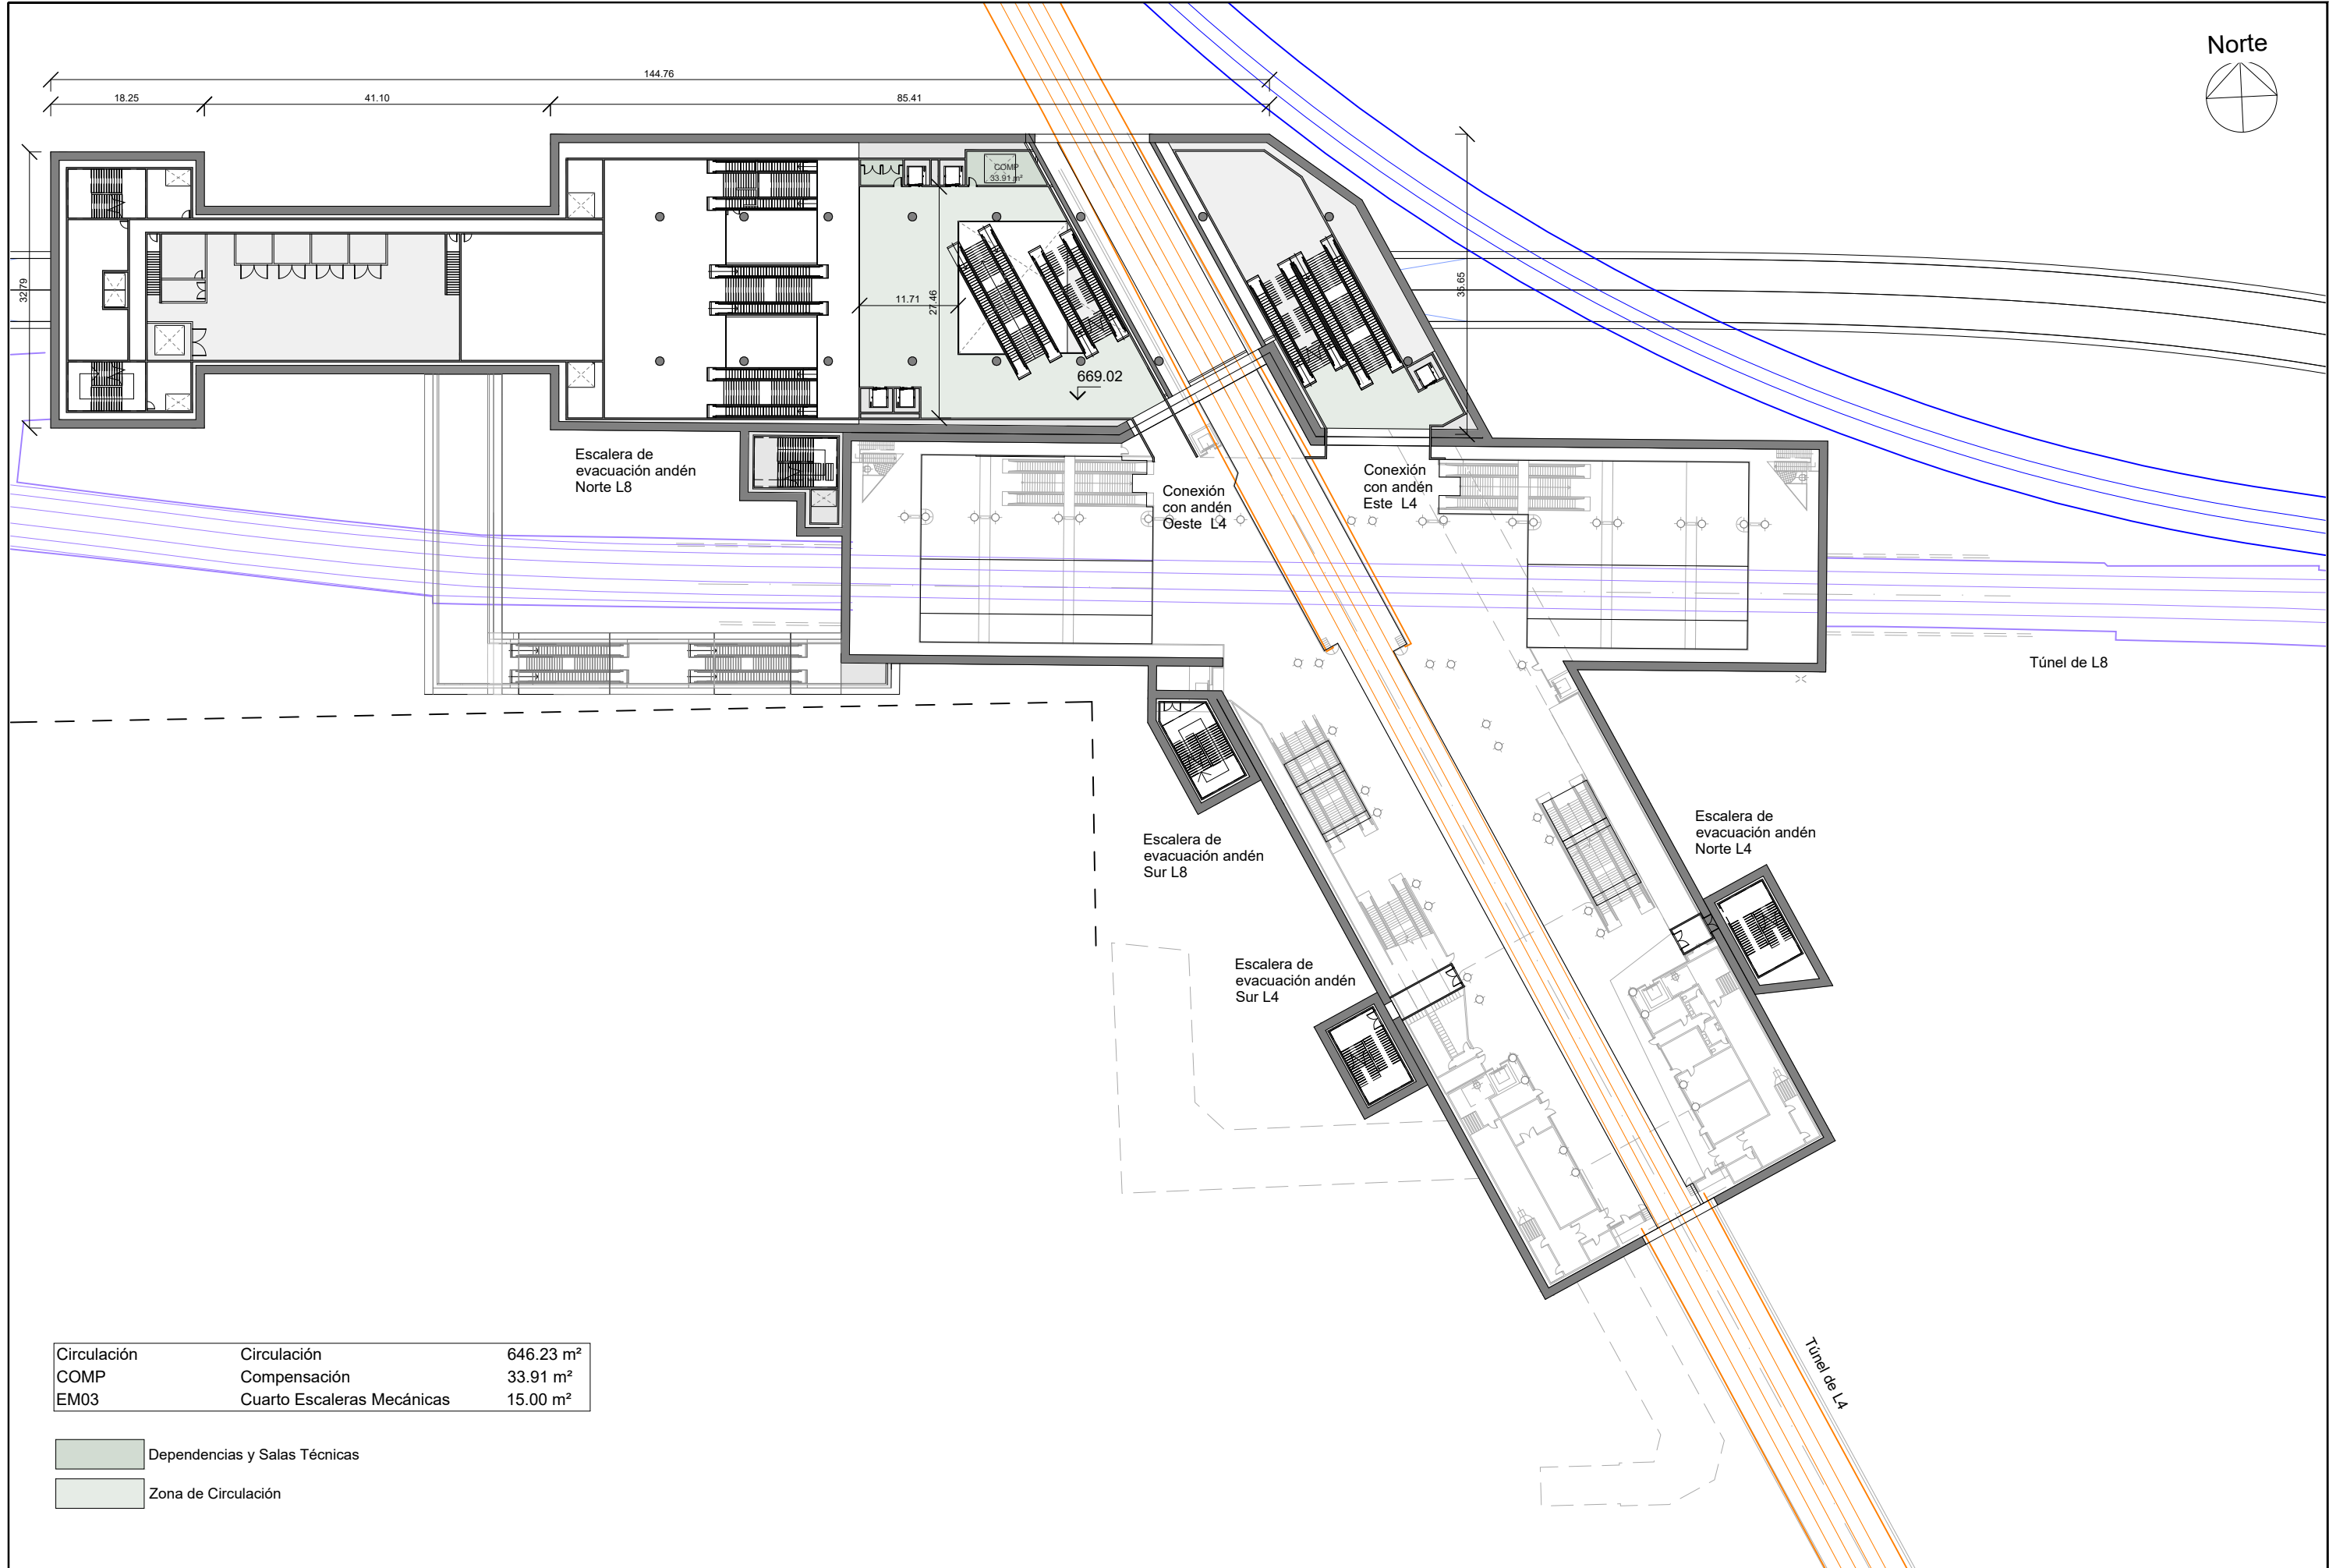 Norte
144.76
18.25
41.10
85.41
COMP
33.91 m²
32.79
35.65
11.71
27.46
669.02
Escalera de
evacuación andén
Norte L8
Conexión
con andén
Oeste L4
Conexión
con andén
Este L4
Túnel de L8
Escalera de
evacuación andén
Sur L8
Escalera de
evacuación andén
Norte L4
Escalera de
evacuación andén
Sur L4
Túnel de L4
Circulación Circulación 646.23 m²
COMP Compensación 33.91 m²
EM03 Cuarto Escaleras Mecánicas 15.00 m²
Dependencias y Salas Técnicas
Zona de Circulación